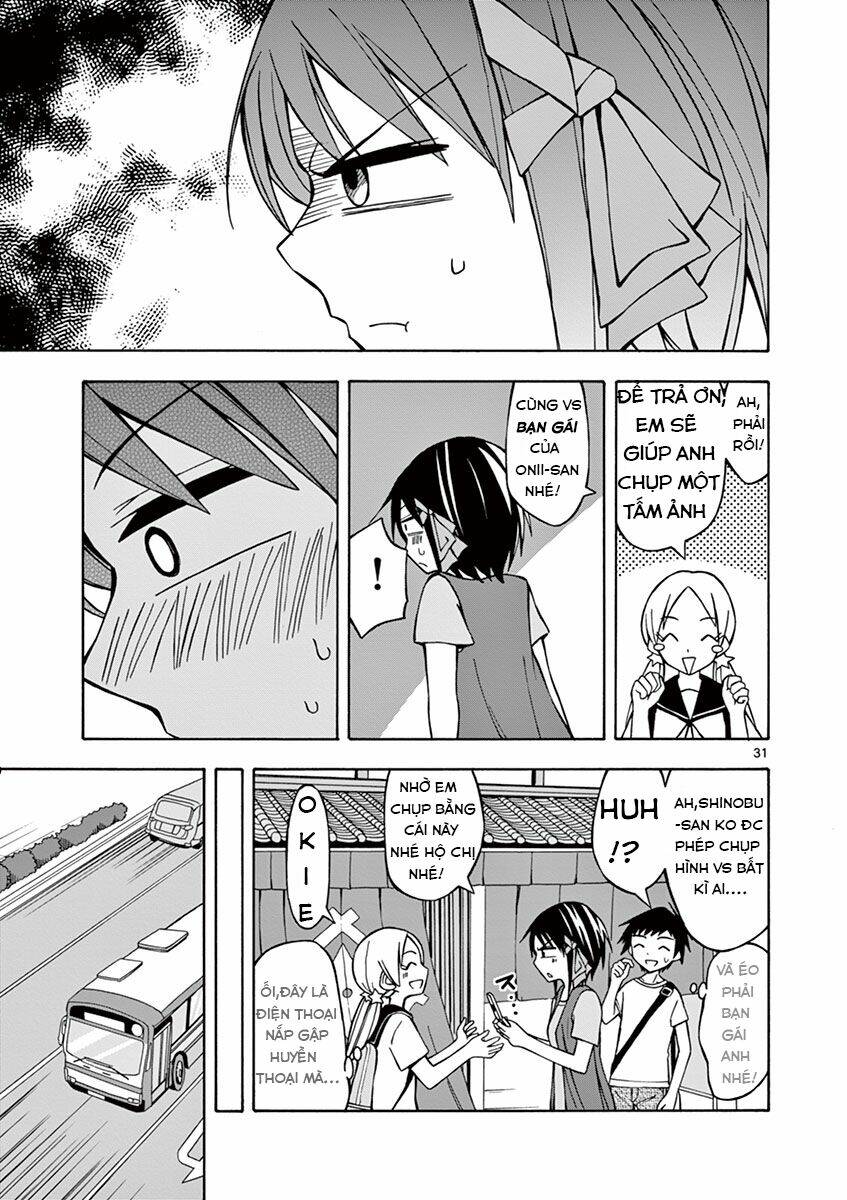 AH,
PHẢI
RỒI!
ĐỂ TRẢ ƠN,
EM SẼ
GIÚP ANH
CHỤP MỘT
TẤM ẢNH
CÙNG VS
BẠN GÁI
CỦA
ONII-SAN
NHÉ!
!
31
AH,SHINOBU
-SAN KO ĐC
PHÉP CHỤP
HÌNH VS BẤT
KÌ AI....
HUH
!?
VÀ ÉO
PHẢI
BẠN
GÁI
ANH
NHÉ!
NHỜ EM
CHỤP BẰNG
CÁI NÀY
NHÉ HỘ CHỊ
NHÉ!
ス...
O
K
I
E
ỐI,ĐÂY LÀ
ĐIỆN THOẠI
NẮP GẬP
HUYỀN
THOẠI MÀ...